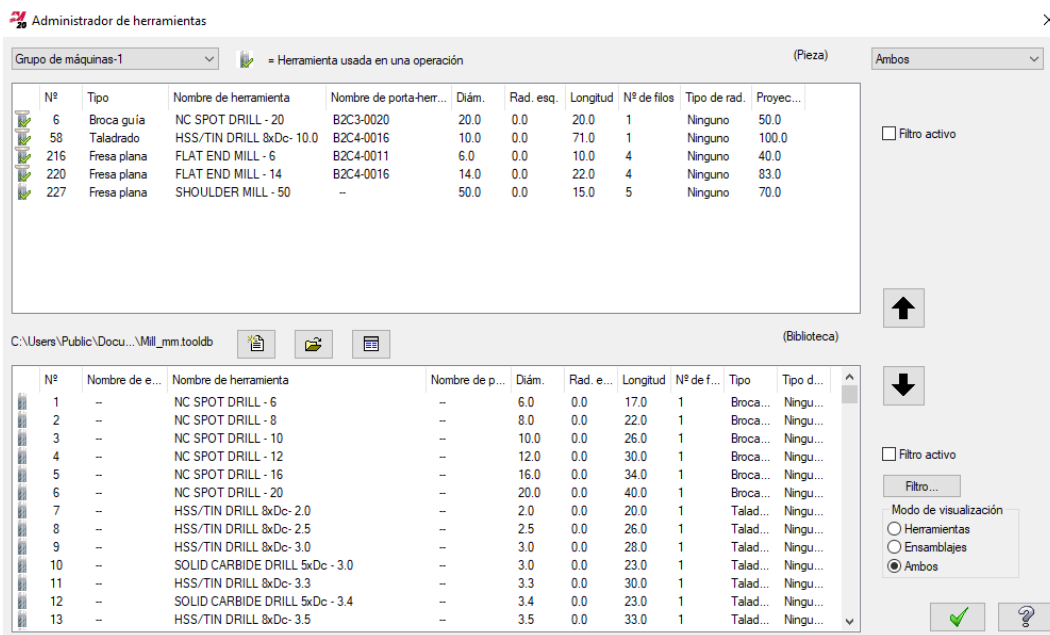 20 Administrador de herramientas
Grupo de máquinas-1 = Herramienta usada en una operación (Pieza) Ambos
Nº Tipo Nombre de herramienta Nombre de porta-herr... Diám. Rad. esq. Longitud Nº de filos Tipo de rad. Proyec...
6 Broca guía NC SPOT DRILL - 20 B2C3-0020 20.0 0.0 20.0 1 Ninguno 50.0
58 Taladrado HSS/TIN DRILL 8xDc- 10.0 B2C4-0016 10.0 0.0 71.0 1 Ninguno 100.0
216 Fresa plana FLAT END MILL - 6 B2C4-0011 6.0 0.0 10.0 4 Ninguno 40.0
220 Fresa plana FLAT END MILL - 14 B2C4-0016 14.0 0.0 22.0 4 Ninguno 83.0
227 Fresa plana SHOULDER MILL - 50 -- 50.0 0.0 15.0 5 Ninguno 70.0
Filtro activo
C:\Users\Public\Docu...\Mill_mm.tooldb (Biblioteca)
Nº Nombre de e... Nombre de herramienta Nombre de p... Diám. Rad. e... Longitud Nº de f... Tipo Tipo d...
1 -- NC SPOT DRILL - 6 -- 6.0 0.0 17.0 1 Broca... Ningu...
2 -- NC SPOT DRILL - 8 -- 8.0 0.0 22.0 1 Broca... Ningu...
3 -- NC SPOT DRILL - 10 -- 10.0 0.0 26.0 1 Broca... Ningu...
4 -- NC SPOT DRILL - 12 -- 12.0 0.0 30.0 1 Broca... Ningu...
5 -- NC SPOT DRILL - 16 -- 16.0 0.0 34.0 1 Broca... Ningu...
6 -- NC SPOT DRILL - 20 -- 20.0 0.0 40.0 1 Broca... Ningu...
7 -- HSS/TIN DRILL 8xDc- 2.0 -- 2.0 0.0 20.0 1 Talad... Ningu...
8 -- HSS/TIN DRILL 8xDc- 2.5 -- 2.5 0.0 26.0 1 Talad... Ningu...
9 -- HSS/TIN DRILL 8xDc- 3.0 -- 3.0 0.0 28.0 1 Talad... Ningu...
10 -- SOLID CARBIDE DRILL 5xDc - 3.0 -- 3.0 0.0 23.0 1 Talad... Ningu...
11 -- HSS/TIN DRILL 8xDc- 3.3 -- 3.3 0.0 30.0 1 Talad... Ningu...
12 -- SOLID CARBIDE DRILL 5xDc - 3.4 -- 3.4 0.0 23.0 1 Talad... Ningu...
13 -- HSS/TIN DRILL 8xDc- 3.5 -- 3.5 0.0 33.0 1 Talad... Ningu...
Filtro activo
Filtro...
Modo de visualización
Herramientas
Ensamblajes
Ambos